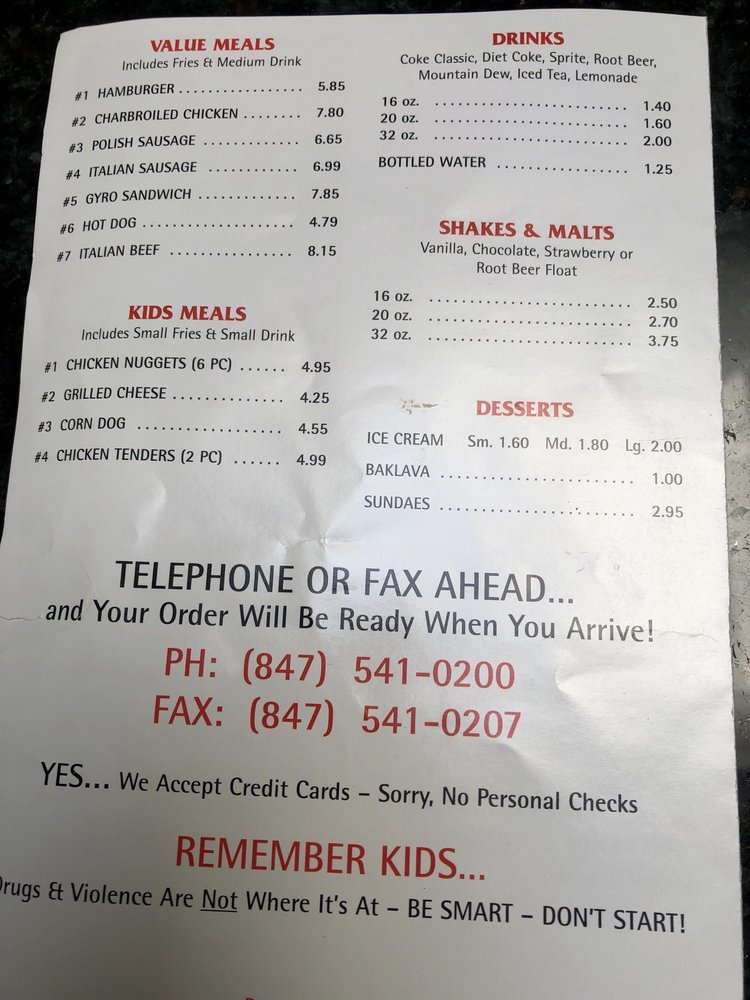 VALUE MEALS
Includes Fries & Medium Drink
#1 HAMBURGER ................. 5.85
#2 CHARBROILED CHICKEN ........ 7.80
#3 POLISH SAUSAGE ............. 6.65
#4 ITALIAN SAUSAGE ............ 6.99
#5 GYRO SANDWICH ............. 7.85
#6 HOT DOG .................... 4.79
#7 ITALIAN BEEF ................ 8.15
KIDS MEALS
Includes Small Fries & Small Drink
#1 CHICKEN NUGGETS (6 PC) ...... 4.95
#2 GRILLED CHEESE .............. 4.25
#3 CORN DOG .................. 4.55
#4 CHICKEN TENDERS (2 PC) ...... 4.99
DRINKS
Coke Classic, Diet Coke, Sprite, Root Beer,
Mountain Dew, Iced Tea, Lemonade
16 oz. ............................ 1.40
20 oz. ............................ 1.60
32 oz. ............................ 2.00
BOTTLED WATER ................. 1.25
SHAKES & MALTS
Vanilla, Chocolate, Strawberry or
Root Beer Float
16 oz. ............................ 2.50
20 oz. ............................ 2.70
32 oz. ............................ 3.75
DESSERTS
ICE CREAM Sm. 1.60 Md. 1.80 Lg. 2.00
BAKLAVA ......................... 1.00
SUNDAES ......................... 2.95
TELEPHONE OR FAX AHEAD...
and Your Order Will Be Ready When You Arrive!
PH: (847) 541-0200
FAX: (847) 541-0207
YES... We Accept Credit Cards – Sorry, No Personal Checks
REMEMBER KIDS...
Drugs & Violence Are Not Where It's At – BE SMART – DON'T START!